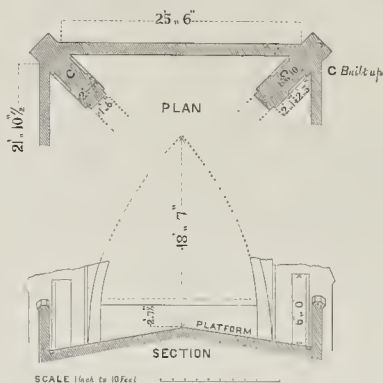 25'„ 6"
C
C
C Built up
21'„ 10½"
PLAN
18'„ 7"
PLATFORM
SECTION
SCALE 1 Inch to 10 Feet